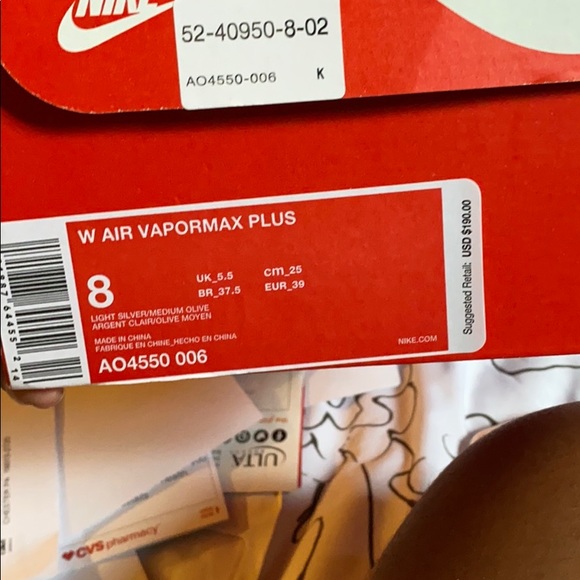 NIKE
52-40950-8-02
AO4550-006 K
W AIR VAPORMAX PLUS
8
UK_5.5 cm_25
BR_37.5 EUR_39
LIGHT SILVER/MEDIUM OLIVE
ARGENT CLAIR/OLIVE MOYEN
MADE IN CHINA
FABRIQUE EN CHINE_HECHO EN CHINA
AO4550 006
NIKE.COM
Suggested Retail: USD $190.00
ULTA
CVS pharmacy